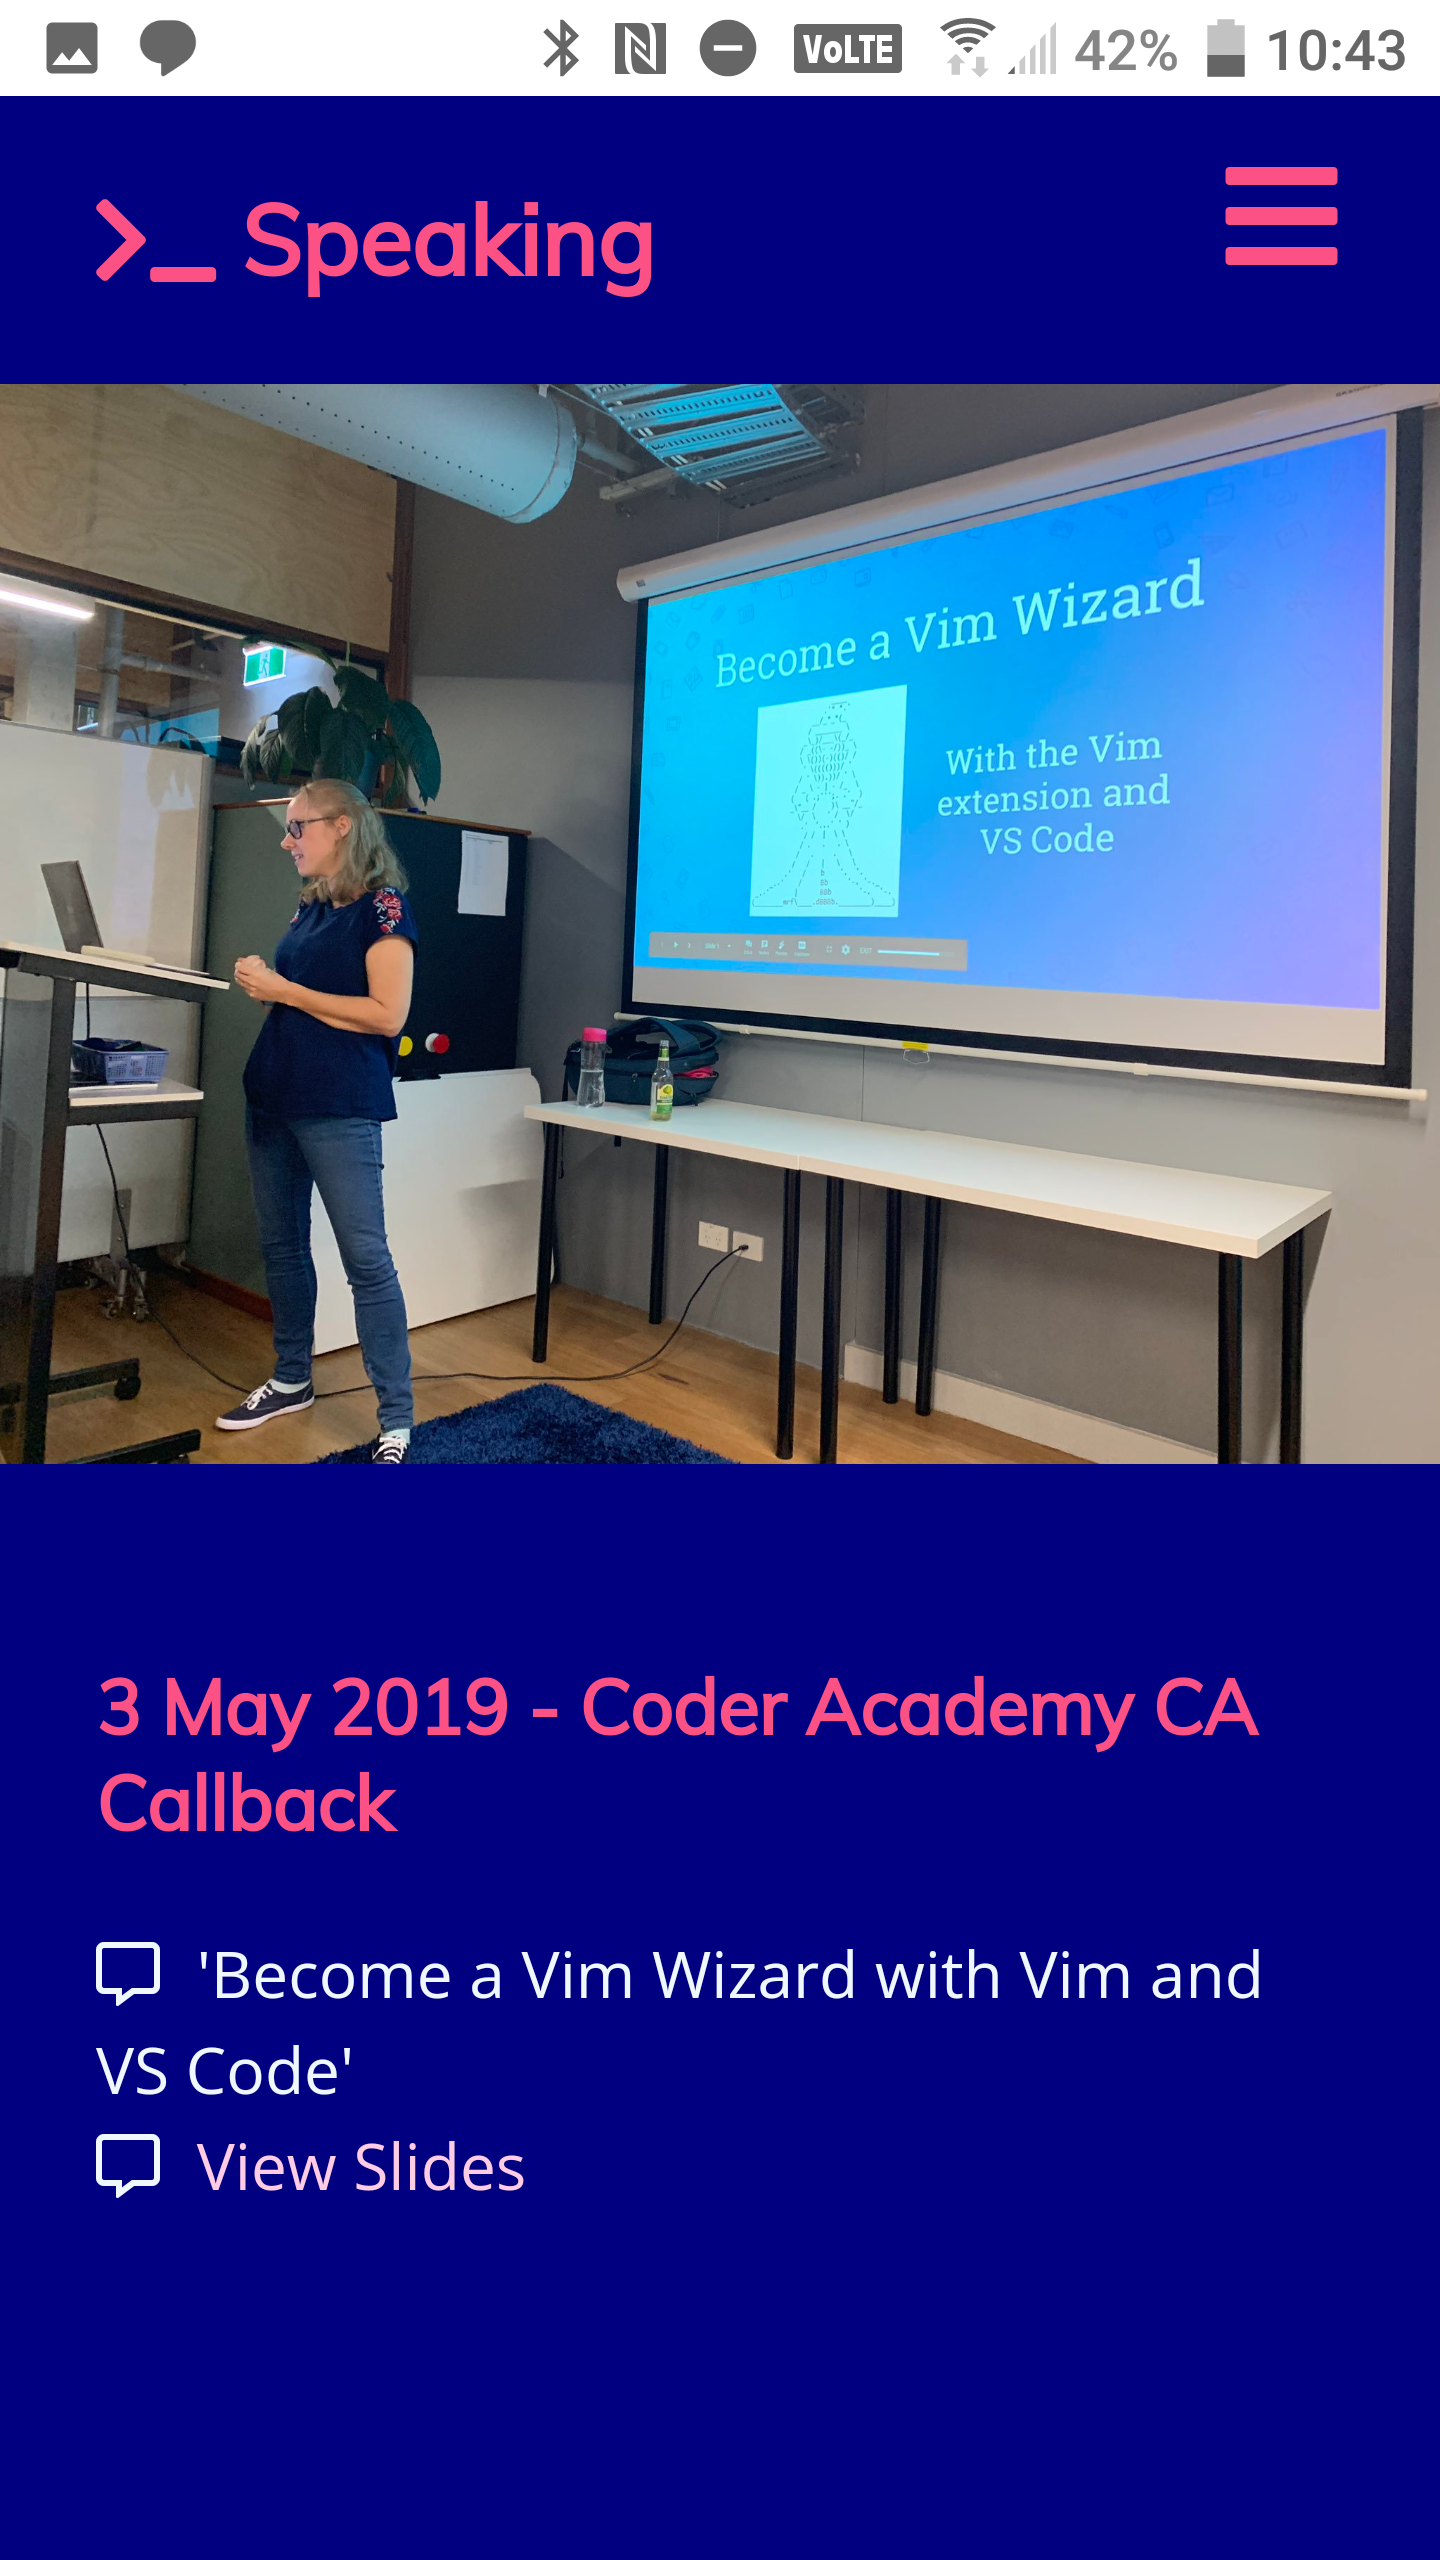 VoLTE 42% 10:43
>_ Speaking
Become a Vim Wizard
With the Vim
extension and
VS Code
3 May 2019 - Coder Academy CA
Callback
'Become a Vim Wizard with Vim and
VS Code'
View Slides